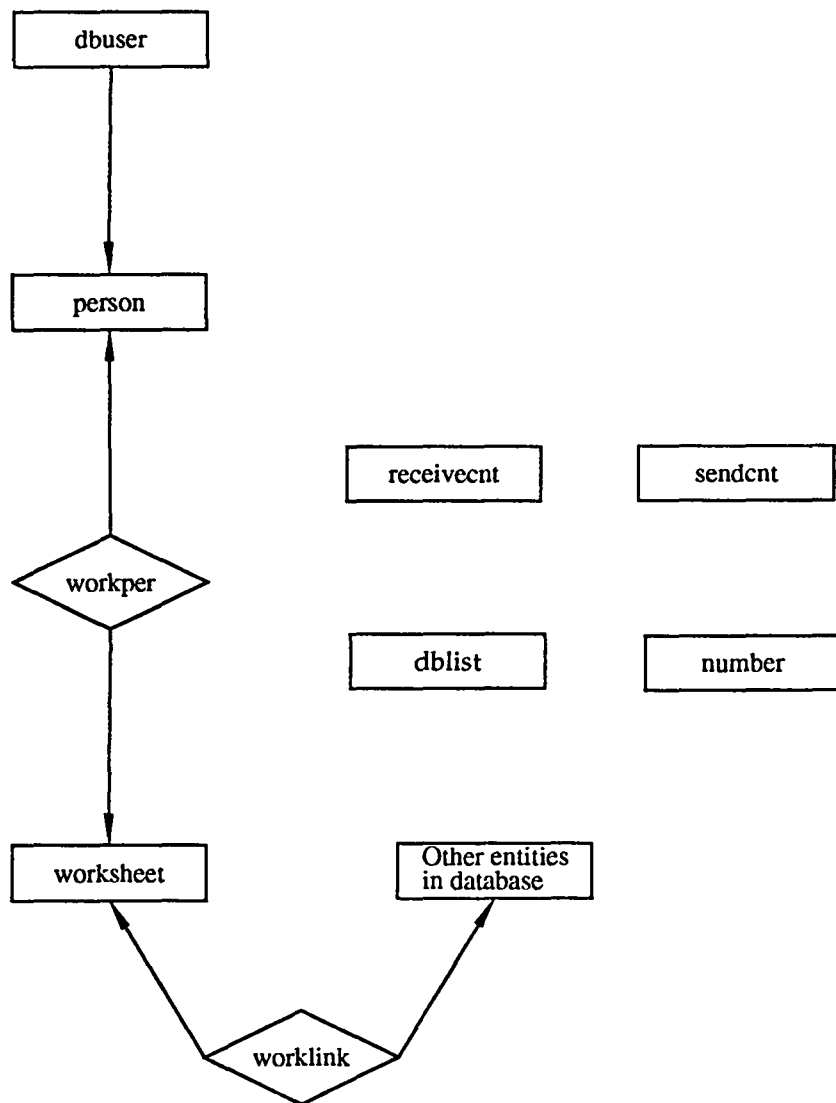 dbuser
person
receivecnt
sendcnt
workper
dblist
number
worksheet
Other entities
in database
worklink